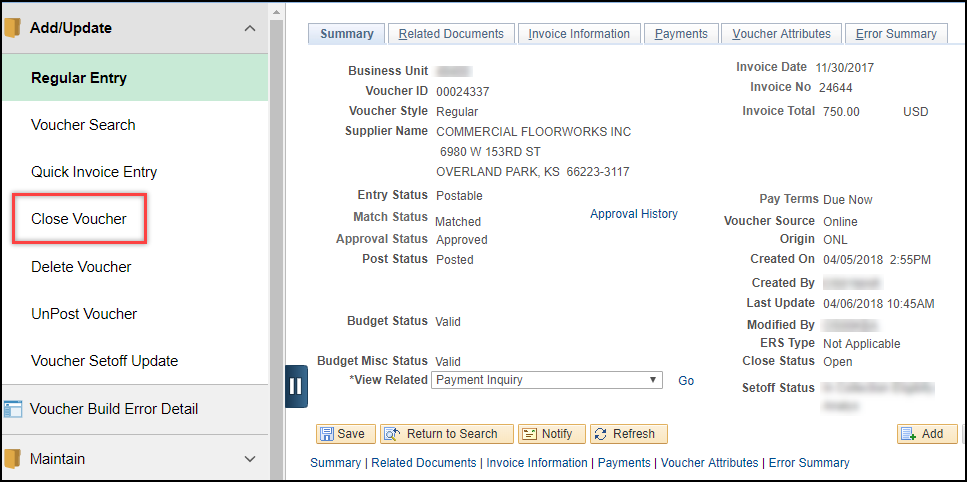 Add/Update
Regular Entry
Voucher Search
Quick Invoice Entry
Close Voucher
Delete Voucher
UnPost Voucher
Voucher Setoff Update
Voucher Build Error Detail
Maintain
Summary Related Documents Invoice Information Payments Voucher Attributes Error Summary
Business Unit
Voucher ID 00024337
Voucher Style Regular
Supplier Name COMMERCIAL FLOORWORKS INC
6980 W 153RD ST
OVERLAND PARK, KS 66223-3117
Entry Status Postable
Match Status Matched
Approval Status Approved
Post Status Posted
Approval History
Budget Status Valid
Budget Misc Status Valid
*View Related Payment Inquiry Go
Invoice Date 11/30/2017
Invoice No 24644
Invoice Total 750.00 USD
Pay Terms Due Now
Voucher Source Online
Origin ONL
Created On 04/05/2018 2:55PM
Created By
Last Update 04/06/2018 10:45AM
Modified By
ERS Type Not Applicable
Close Status Open
Setoff Status
Save Return to Search Notify Refresh Add
Summary | Related Documents | Invoice Information | Payments | Voucher Attributes | Error Summary